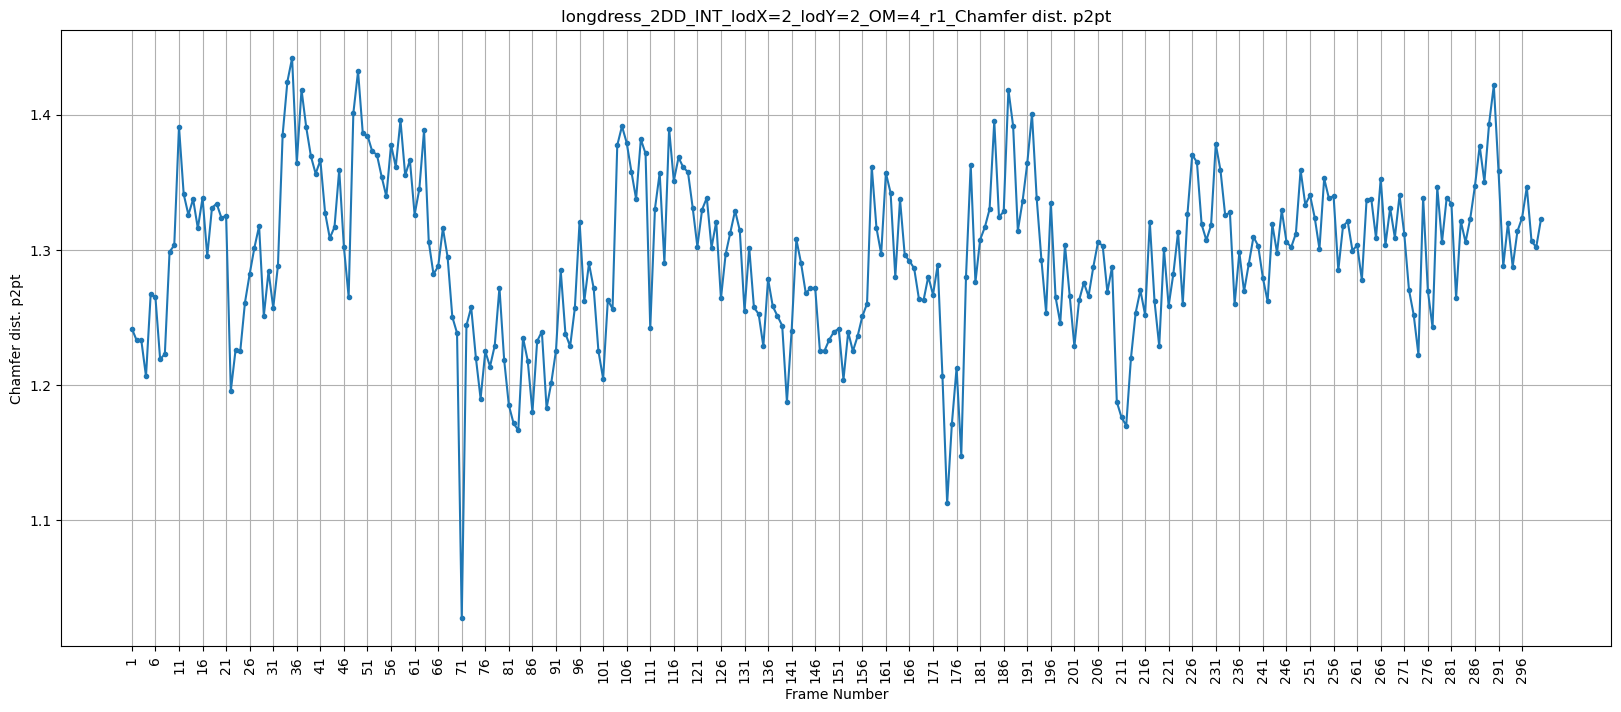 longdress_2DD_INT_lodX=2_lodY=2_OM=4_r1_Chamfer dist. p2pt
Chamfer dist. p2pt
1.4
1.3
1.2
1.1
1 6 11 16 21 26 31 36 41 46 51 56 61 66 71 76 81 86 91 96 101 106 111 116 121 126 131 136 141 146 151 156 161 166 171 176 181 186 191 196 201 206 211 216 221 226 231 236 241 246 251 256 261 266 271 276 281 286 291 296
Frame Number